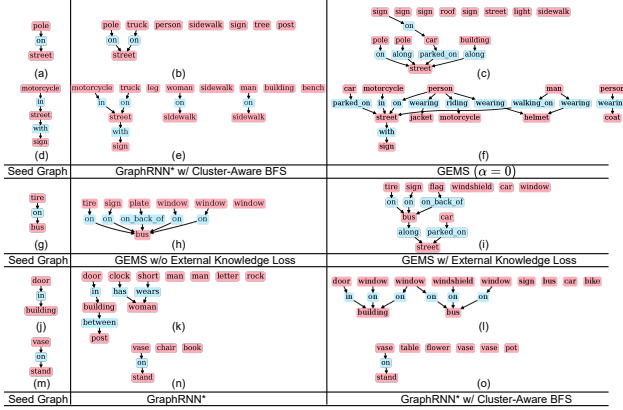 pole
on
street
(a)
pole truck person sidewalk sign tree post
on on
street
(b)
sign sign sign roof sign street light sidewalk
on
pole pole car building
on along parked_on along
street
(c)
motorcycle
in
street
with
sign
(d)
motorcycle truck leg woman sidewalk man building bench
in on on on
street sidewalk sidewalk
with
sign
(e)
car motorcycle person man person
parked_on in on wearing riding wearing walking_on wearing wearing
street jacket motorcycle helmet coat
with
sign
(f)
Seed Graph GraphRNN* w/ Cluster-Aware BFS GEMS (α = 0)
tire
on
bus
(g)
tire sign plate window window window
on on on_back_of on on
bus
(h)
tire sign flag windshield car window
on on on_back_of
bus car
along parked_on
street
(i)
Seed Graph GEMS w/o External Knowledge Loss GEMS w/ External Knowledge Loss
door
in
building
(j)
door clock short man man letter rock
in has wears
building woman
between
post
(k)
door window window windshield window sign bus car bike
in on on on on
building bus
(l)
vase
on
stand
(m)
vase chair book
on
stand
(n)
vase table flower vase vase pot
on
stand
(o)
Seed Graph GraphRNN* GraphRNN* w/ Cluster-Aware BFS